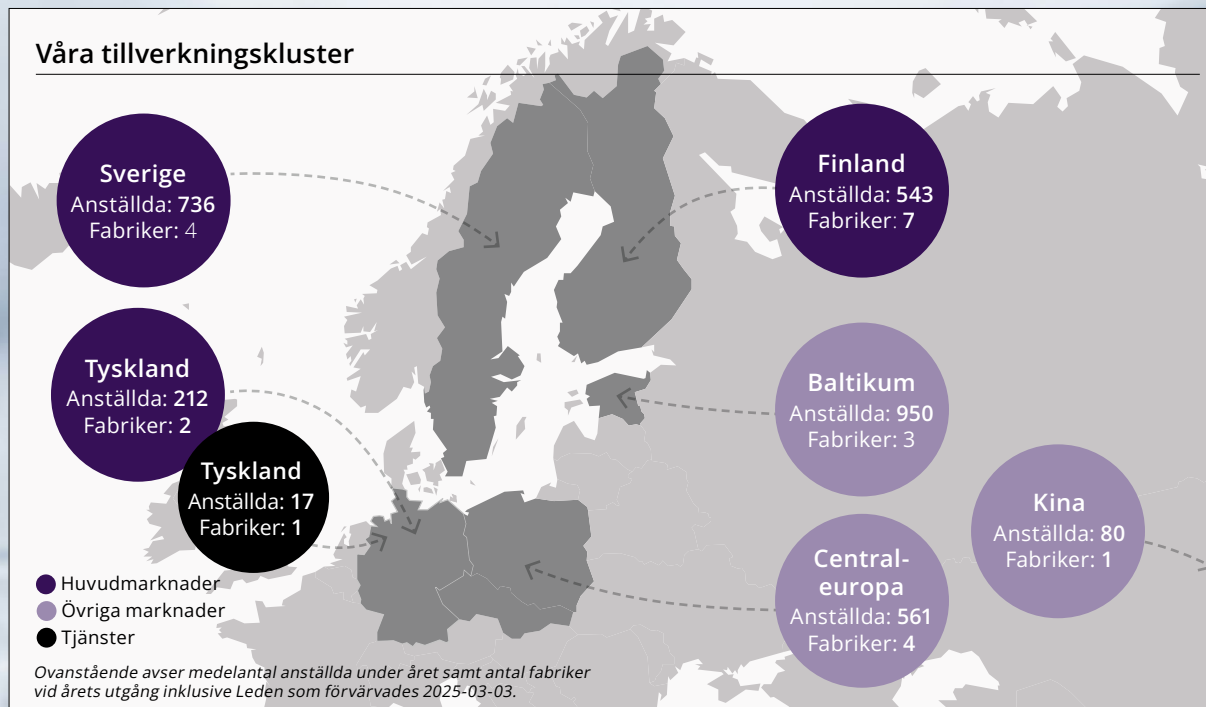 Våra tillverkningskluster
Sverige
Anställda: 736
Fabriker: 4
Finland
Anställda: 543
Fabriker: 7
Tyskland
Anställda: 212
Fabriker: 2
Tyskland
Anställda: 17
Fabriker: 1
Baltikum
Anställda: 950
Fabriker: 3
Kina
Anställda: 80
Fabriker: 1
Central-
europa
Anställda: 561
Fabriker: 4
Huvudmarknader
Övriga marknader
Tjänster
Ovanstående avser medelantal anställda under året samt antal fabriker
vid årets utgång inklusive Leden som förvärvades 2025-03-03.